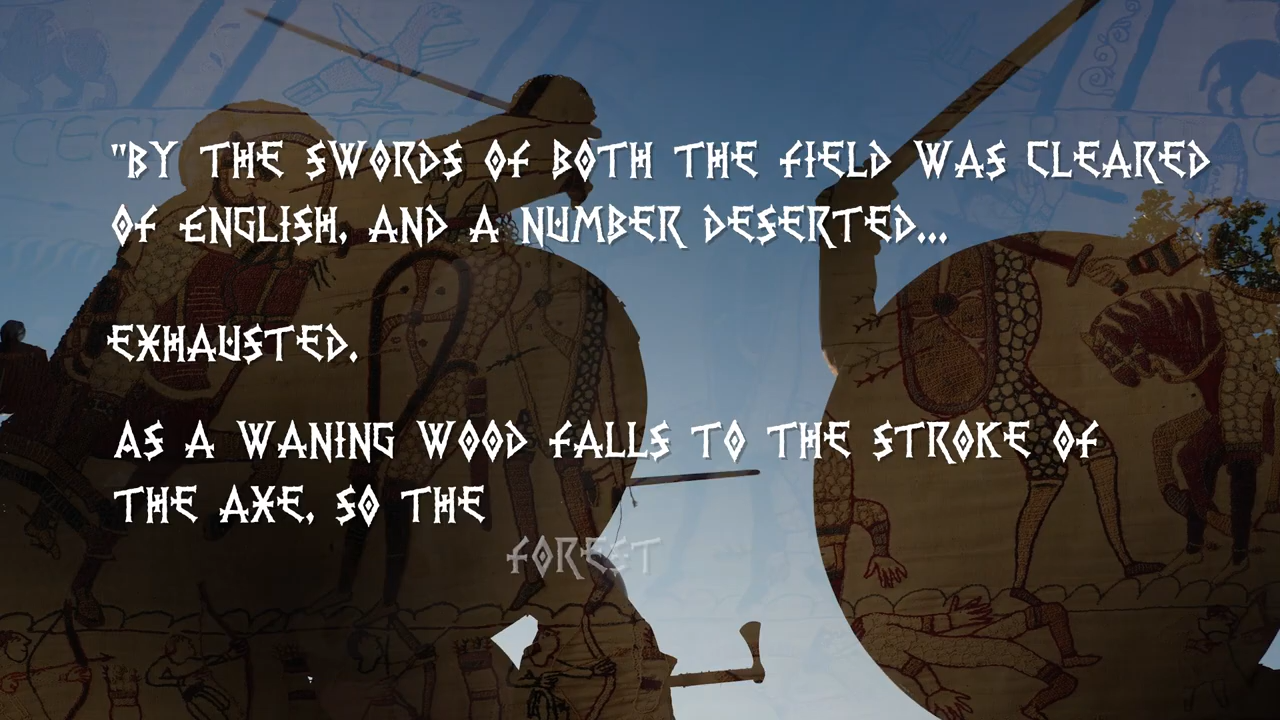 "BY THE SWORDS OF BOTH THE FIELD WAS CLEARED
OF ENGLISH, AND A NUMBER DESERTED...
EXHAUSTED.
AS A WANING WOOD FALLS TO THE STROKE OF
THE AXE, SO THE
FOREST